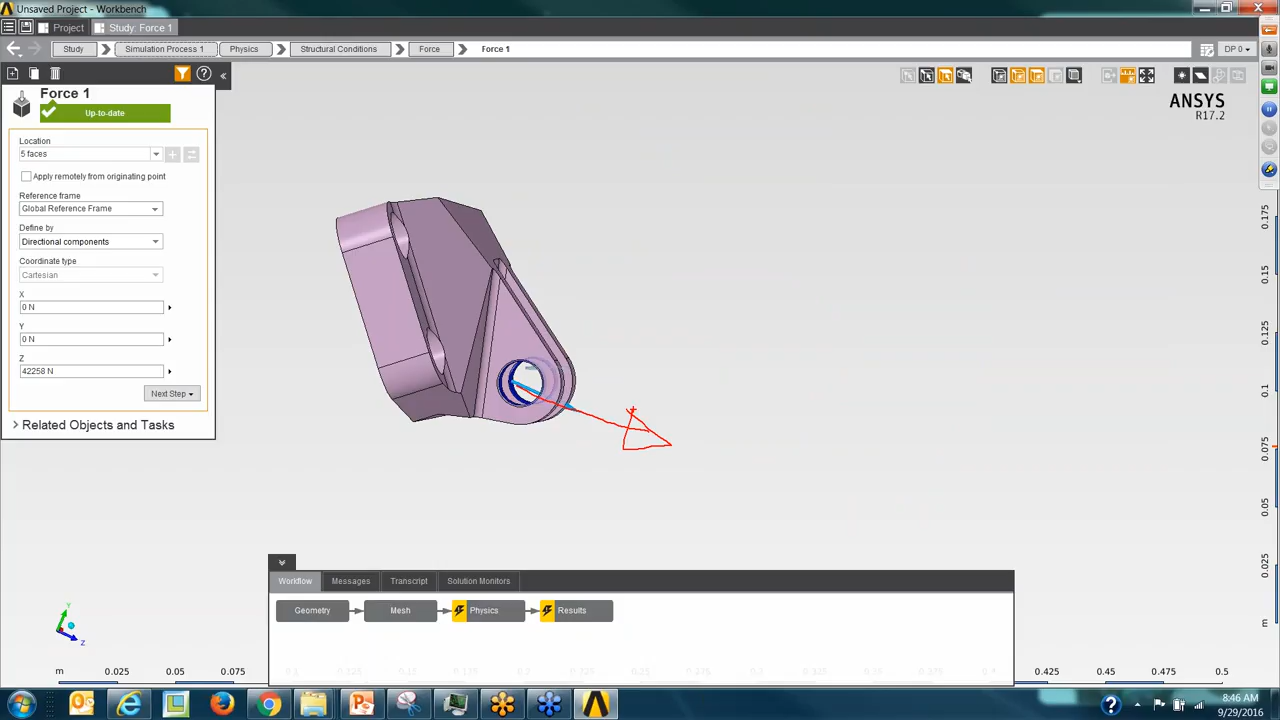 Unsaved Project - Workbench
Project
Study: Force 1
Study
Simulation Process 1
Physics
Structural Conditions
Force
Force 1
DP 0
Force 1
Up-to-date
Location
5 faces
Apply remotely from originating point
Reference frame
Global Reference Frame
Define by
Directional components
Coordinate type
Cartesian
X
0 N
Y
0 N
Z
42258 N
Next Step
Related Objects and Tasks
ANSYS
R17.2
0.175
0.15
0.125
0.1
0.075
0.05
0.025
m
Y
Z
Workflow
Messages
Transcript
Solution Monitors
Geometry
Mesh
Physics
Results
m
0.025
0.05
0.075
0.1
0.425
0.45
0.475
0.5
8:46 AM
9/29/2016